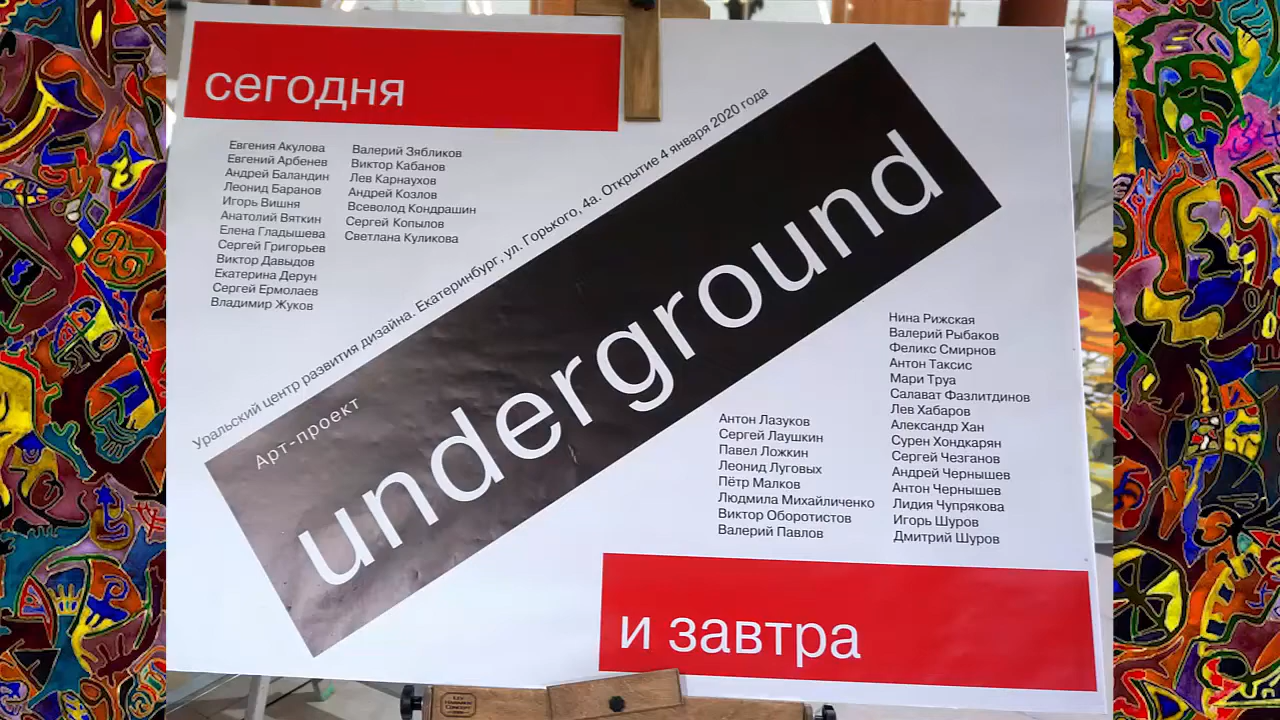 сегодня
Евгения Акулова
Евгений Арбенев
Андрей Баландин
Леонид Баранов
Игорь Вишня
Анатолий Вяткин
Елена Гладышева
Сергей Григорьев
Виктор Давыдов
Екатерина Дерун
Сергей Ермолаев
Владимир Жуков
Валерий Зябликов
Виктор Кабанов
Лев Карнаухов
Андрей Козлов
Всеволод Кондрашин
Сергей Копылов
Светлана Куликова
Уральский центр развития дизайна. Екатеринбург, ул. Горького, 4а. Открытие 4 января 2020 года
Арт-проект
underground
Антон Лазуков
Сергей Лаушкин
Павел Ложкин
Леонид Луговых
Пётр Малков
Людмила Михайличенко
Виктор Оборотистов
Валерий Павлов
Нина Рижская
Валерий Рыбаков
Феликс Смирнов
Антон Таксис
Мари Труа
Салават Фазлитдинов
Лев Хабаров
Александр Хан
Сурен Хондкарян
Сергей Чезганов
Андрей Чернышев
Антон Чернышев
Лидия Чупрякова
Игорь Шуров
Дмитрий Шуров
и завтра